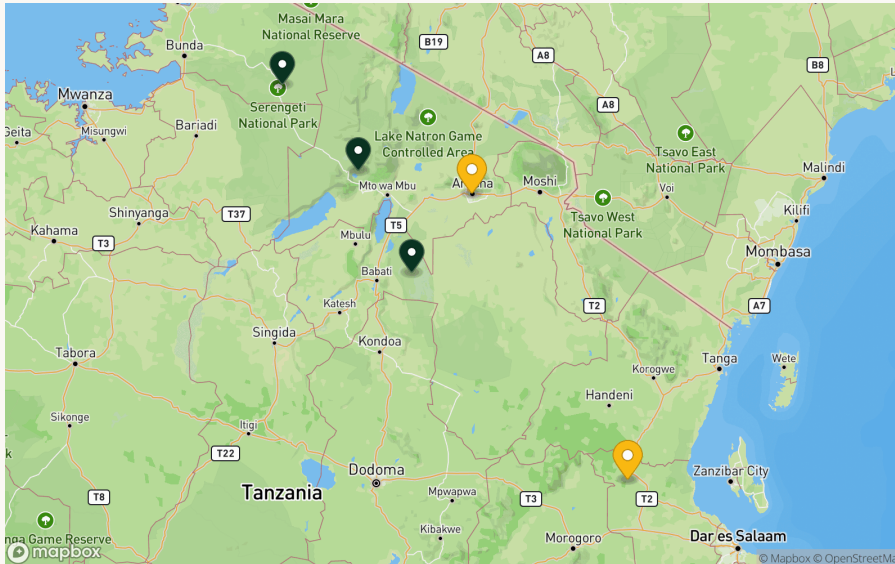 Masai Mara
National Reserve
Bunda
B19
A8
B8
Mwanza
Serengeti
National Park
A8
Geita
Misungwi
Bariadi
Lake Natron Game
Controlled Area
Tsavo East
National Park
Malindi
Mto wa Mbu
Moshi
Voi
Kilifi
Kahama
Shinyanga
T37
T5
Tsavo West
National Park
T3
Mbulu
Mombasa
Babati
Katesh
T2
A7
Singida
Kondoa
Tabora
Korogwe
Tanga
Wete
Handeni
Sikonge
Itigi
T22
Dodoma
Zanzibar City
Tanzania
T8
Mpwapwa
T3
T2
Game Reserve
Kibakwe
Morogoro
Dar es Salaam
mapbox
© Mapbox © OpenStreetMa